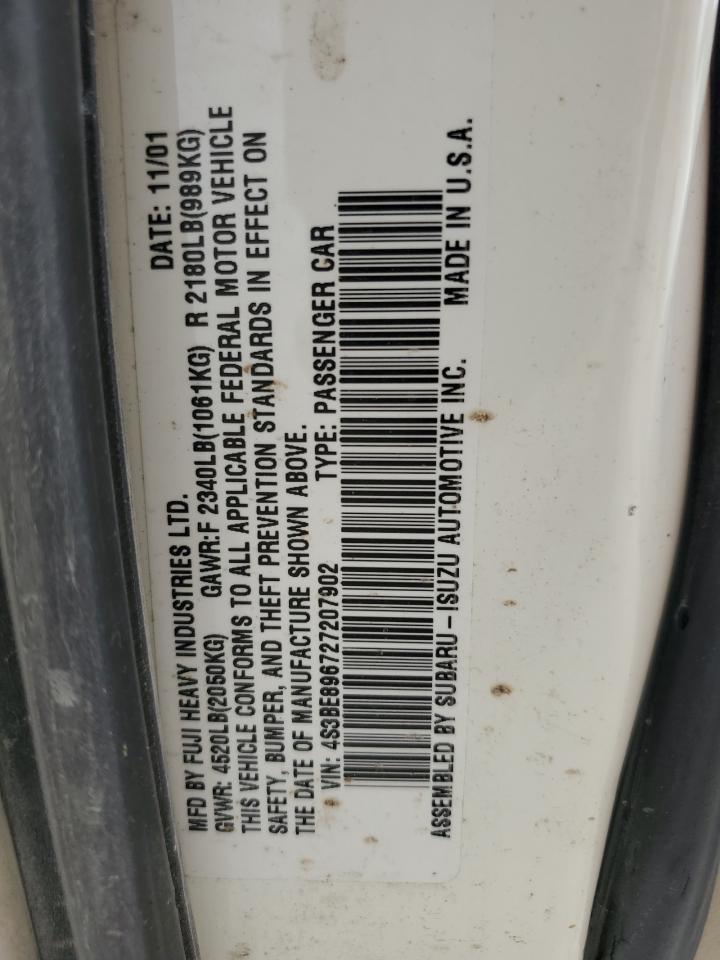 MFD BY FUJI HEAVY INDUSTRIES LTD. DATE: 11/01
GVWR: 4520LB(2050KG) GAWR:F 2340LB(1061KG) R 2180LB(989KG)
THIS VEHICLE CONFORMS TO ALL APPLICABLE FEDERAL MOTOR VEHICLE
SAFETY, BUMPER, AND THEFT PREVENTION STANDARDS IN EFFECT ON
THE DATE OF MANUFACTURE SHOWN ABOVE.
VIN: 4S3BE896727207902 TYPE: PASSENGER CAR
ASSEMBLED BY SUBARU-ISUZU AUTOMOTIVE INC. MADE IN U.S.A.